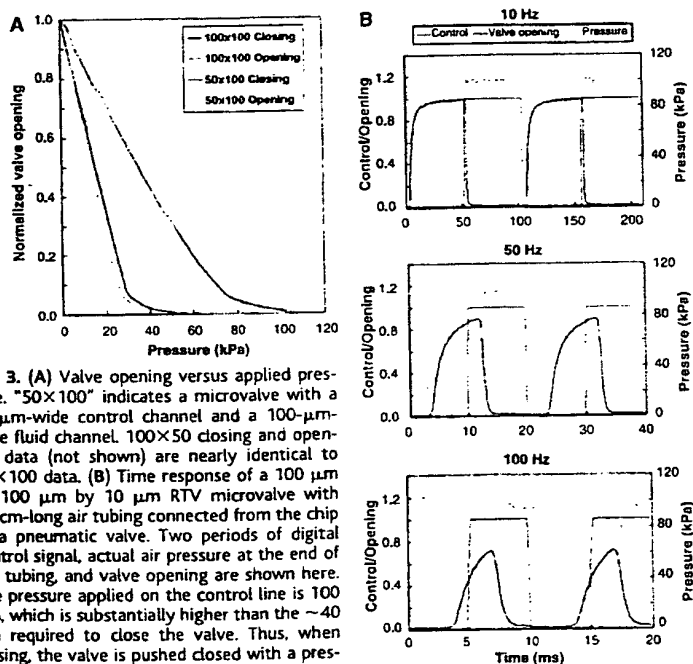 A
1.0
0.8
0.6
0.4
0.2
0.0
Normalized valve opening
0 20 40 60 80 100 120
Pressure (kPa)
100x100 Closing
100x100 Opening
50x100 Closing
50x100 Opening
3. (A) Valve opening versus applied pres-
e. "50×100" indicates a microvalve with a
μm-wide control channel and a 100-μm-
e fluid channel. 100×50 closing and open-
data (not shown) are nearly identical to
×100 data. (B) Time response of a 100 μm
100 μm by 10 μm RTV microvalve with
cm-long air tubing connected from the chip
a pneumatic valve. Two periods of digital
trol signal, actual air pressure at the end of
tubing, and valve opening are shown here.
e pressure applied on the control line is 100
, which is substantially higher than the ~40
required to close the valve. Thus, when
sing, the valve is pushed closed with a pres-
B
10 Hz
Control Valve opening Pressure
1.2
0.8
0.4
0.0
Control/Opening
120
80
40
0
Pressure (kPa)
0 50 100 150 200
50 Hz
1.2
0.8
0.4
0.0
Control/Opening
120
80
40
0
Pressure (kPa)
0 10 20 30 40
100 Hz
1.2
0.8
0.4
0.0
Control/Opening
120
80
40
0
Pressure (kPa)
0 5 10 15 20
Time (ms)